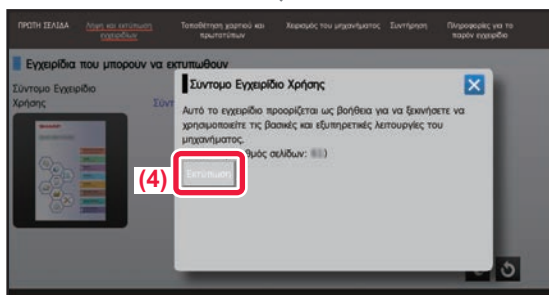 ΠΡΩΤΗ ΣΕΛΙΔΑ
Λήψη και εκτύπωση
εγχειριδίων
Τοποθέτηση χαρτιού και
πρωτοτύπων
Χειρισμός του μηχανήματος
Συντήρηση
Πληροφορίες για το
παρόν εγχειρίδιο
Εγχειρίδια που μπορούν να εκτυπωθούν
Σύντομο Εγχειρίδιο
Χρήσης
Σύντ
Σύντομο Εγχειρίδιο Χρήσης
Αυτό το εγχειρίδιο προορίζεται ως βοήθεια για να ξεκινήσετε να
χρησιμοποιείτε τις βασικές και εξυπηρετικές λειτουργίες του
μηχανήματος.
θμός σελίδων:
(4)
Εκτύπωση